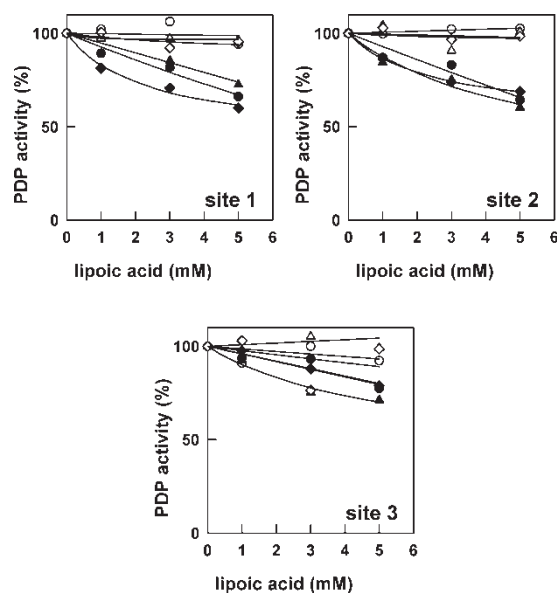 100
50
0
PDP activity (%)
site 1
0 1 2 3 4 5 6
lipoic acid (mM)
100
50
0
PDP activity (%)
site 2
0 1 2 3 4 5 6
lipoic acid (mM)
100
50
0
PDP activity (%)
site 3
0 1 2 3 4 5 6
lipoic acid (mM)